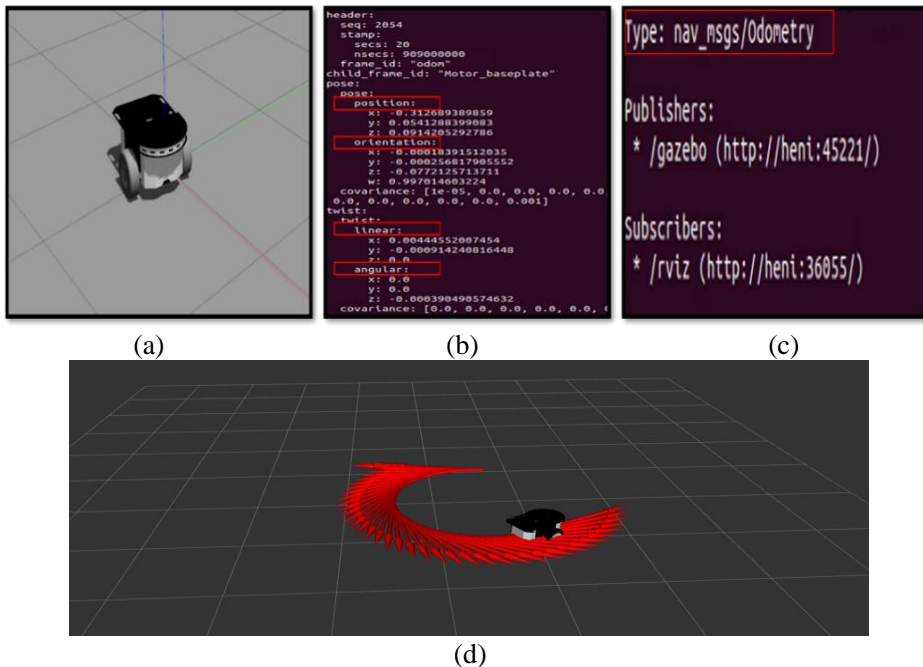 header:
seq: 2054
stamp:
secs: 20
nsecs: 909000000
frame_id: "odom"
child_frame_id: "Motor_baseplate"
pose:
pose:
position:
x: -0.312689389859
y: 0.0541288399083
z: 0.0914205292786
orientation:
x: -0.00018391512035
y: -0.000256817905552
z: -0.0772125713711
w: 0.997014603224
covariance: [1e-05, 0.0, 0.0, 0.0, 0.0,
0.0, 0.0, 0.0, 0.0, 0.0, 0.001]
twist:
twist:
linear:
x: 0.00444552007454
y: -0.000914240816448
z: 0.0
angular:
x: 0.0
y: 0.0
z: -0.000390490574632
covariance: [0.0, 0.0, 0.0, 0.0, 0.0,
Type: nav_msgs/Odometry
Publishers:
* /gazebo (http://heni:45221/)
Subscribers:
* /rviz (http://heni:36055/)
(a) (b) (c)
(d)